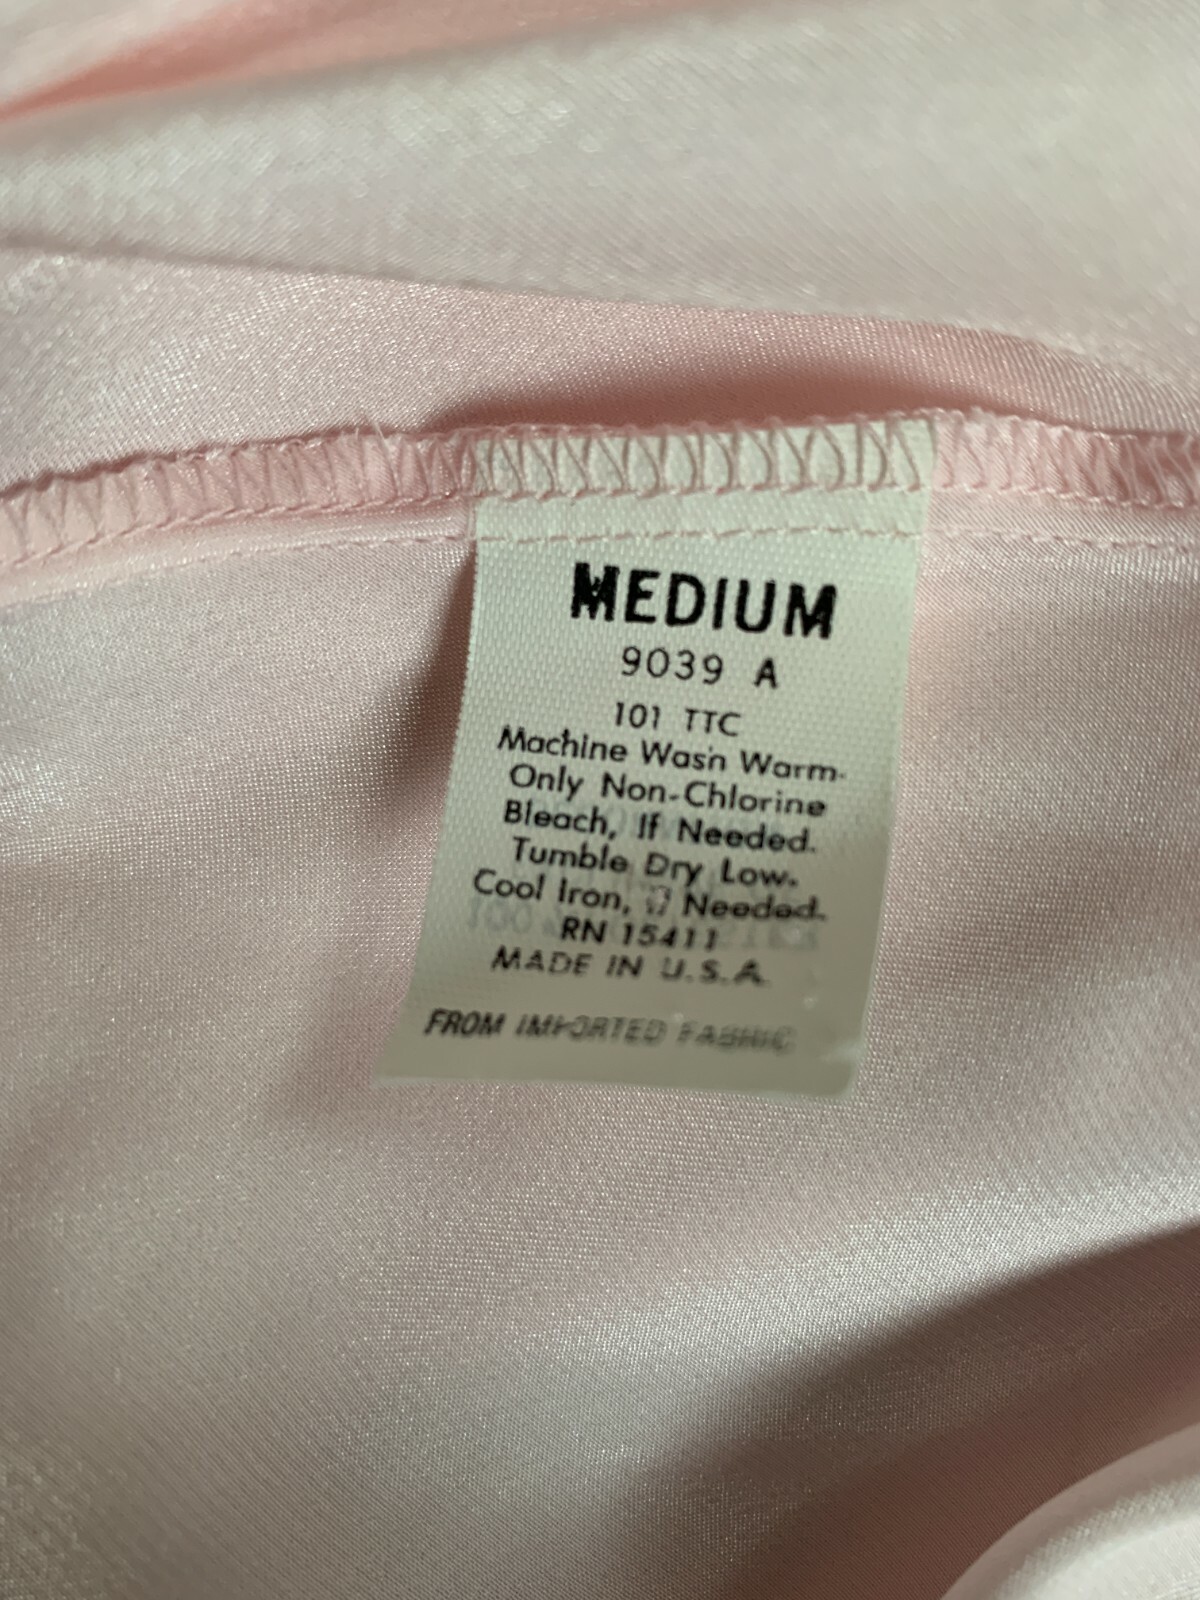 MEDIUM
9039 A
101 TTC
Machine Wash Warm.
Only Non-Chlorine
Bleach, If Needed.
Tumble Dry Low.
Cool Iron, If Needed.
RN 15411
MADE IN U.S.A.
FROM IMPORTED FABRIC